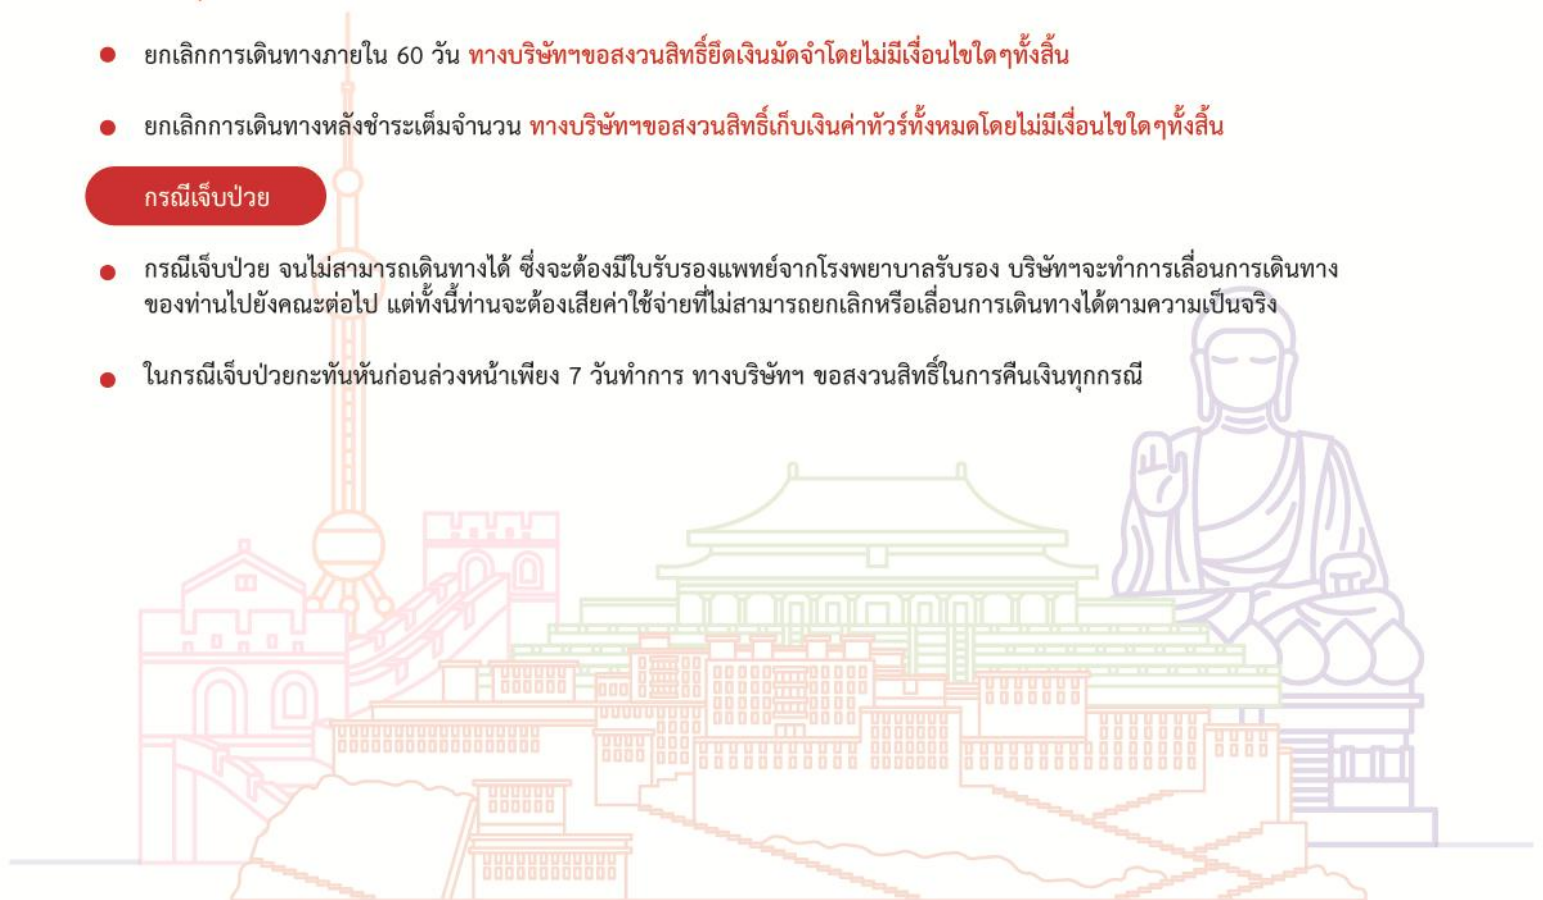 ยกเลิกการเดินทางภายใน 60 วัน ทางบริษัทฯขอสงวนสิทธิ์ยึดเงินมัดจำโดยไม่มีเงื่อนไขใดๆทั้งสิ้น
ยกเลิกการเดินทางหลังชำระเต็มจำนวน ทางบริษัทฯขอสงวนสิทธิ์เก็บเงินค่าทัวร์ทั้งหมดโดยไม่มีเงื่อนไขใดๆทั้งสิ้น
กรณีเจ็บป่วย
กรณีเจ็บป่วย จนไม่สามารถเดินทางได้ ซึ่งจะต้องมีใบรับรองแพทย์จากโรงพยาบาลรับรอง บริษัทฯจะทำการเลื่อนการเดินทาง
ของท่านไปยังคณะต่อไป แต่ทั้งนี้ท่านจะต้องเสียค่าใช้จ่ายที่ไม่สามารถยกเลิกหรือเลื่อนการเดินทางได้ตามความเป็นจริง
ในกรณีเจ็บป่วยกะทันหันก่อนล่วงหน้าเพียง 7 วันทำการ ทางบริษัทฯ ขอสงวนสิทธิ์ในการคืนเงินทุกกรณี